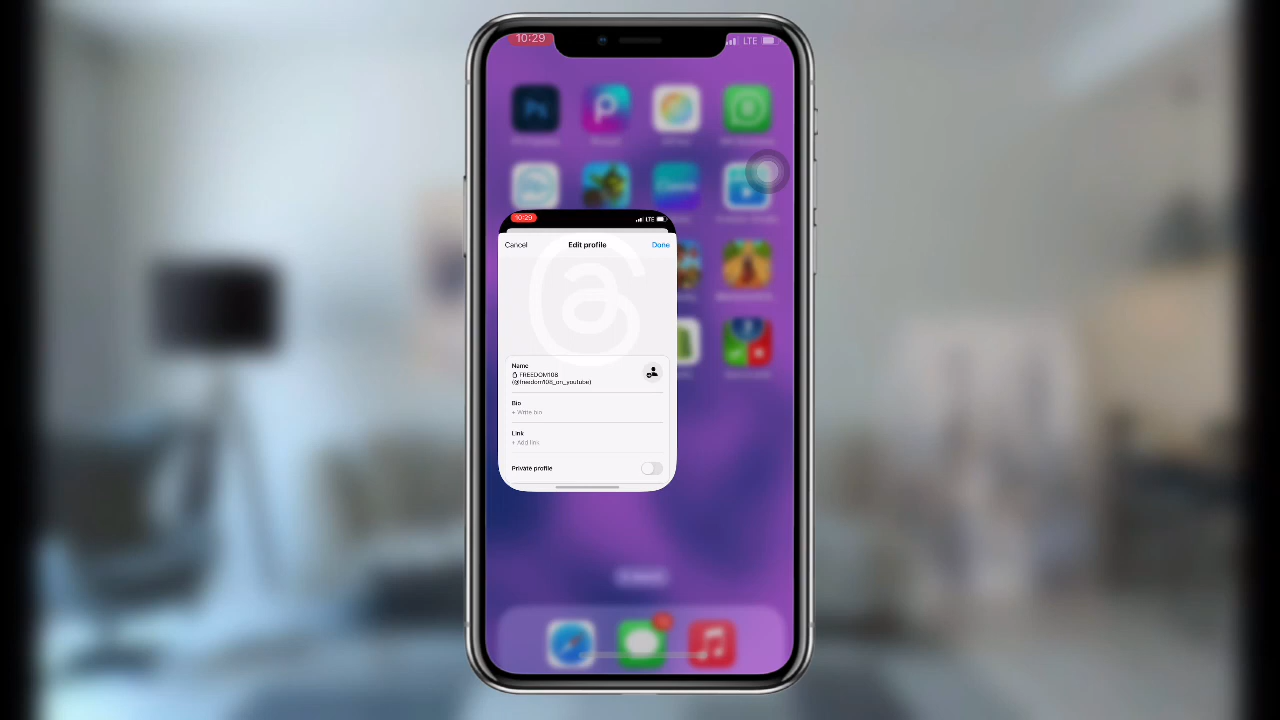 10:29
LTE
10:29
LTE
Cancel
Edit profile
Done
Name
FREEDOM108
(@freedom108_on_youtube)
Bio
+ Write bio
Link
+ Add link
Private profile